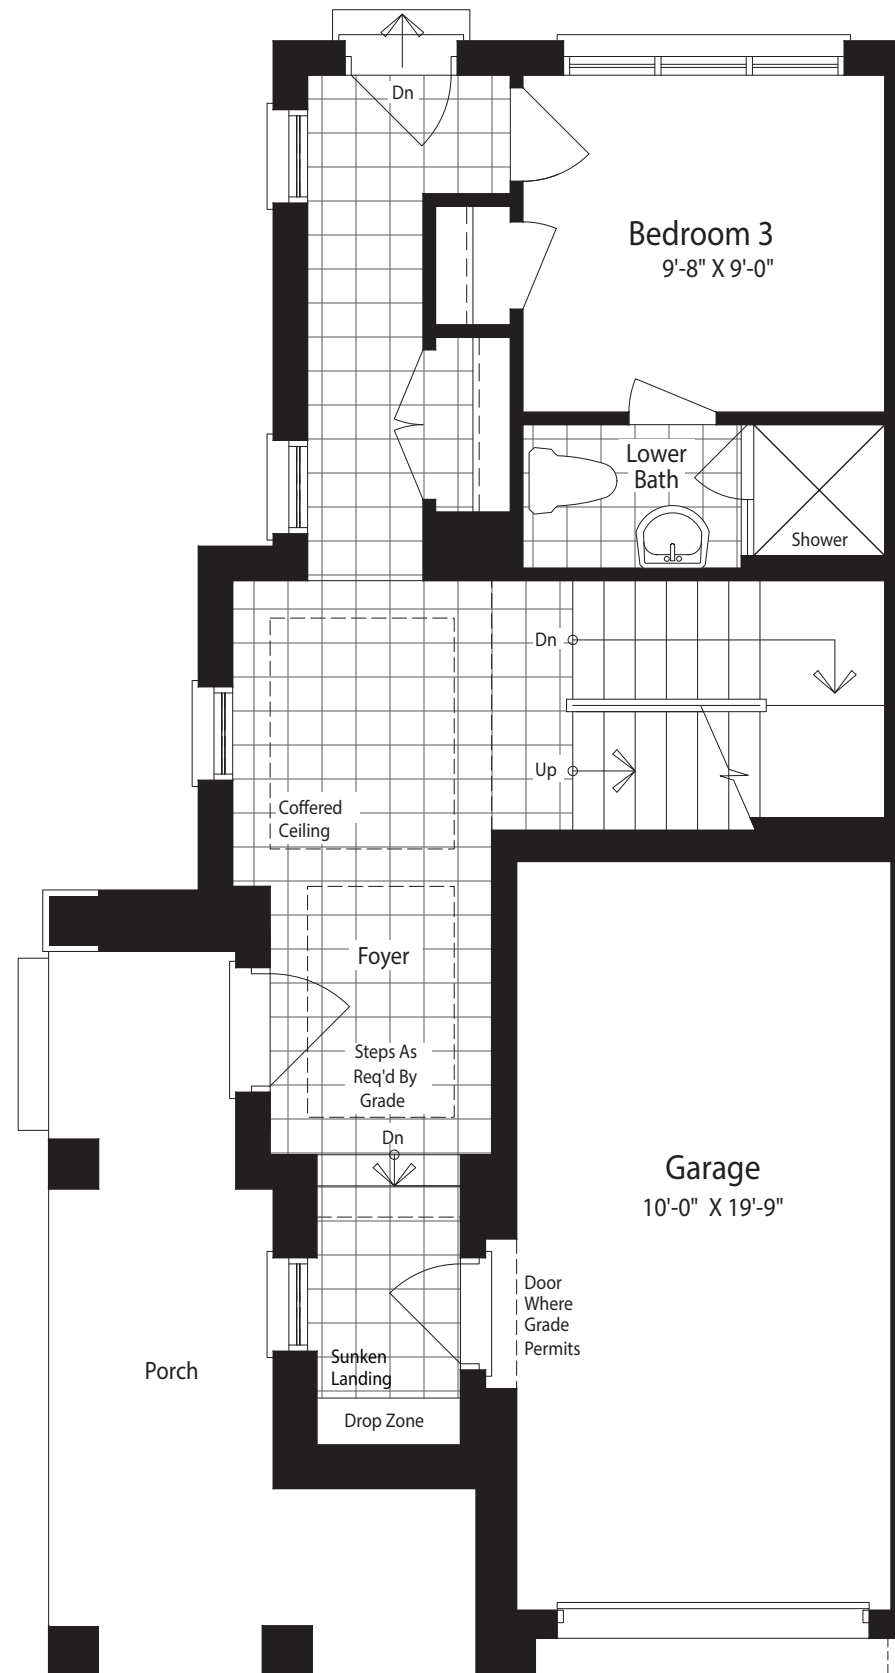 Dn
Bedroom 3
9'-8" X 9'-0"
Lower
Bath
Shower
Dn
Up
Coffered
Ceiling
Foyer
Steps As
Req'd By
Grade
Dn
Garage
10'-0" X 19'-9"
Door
Where
Grade
Permits
Sunken
Landing
Porch
Drop Zone